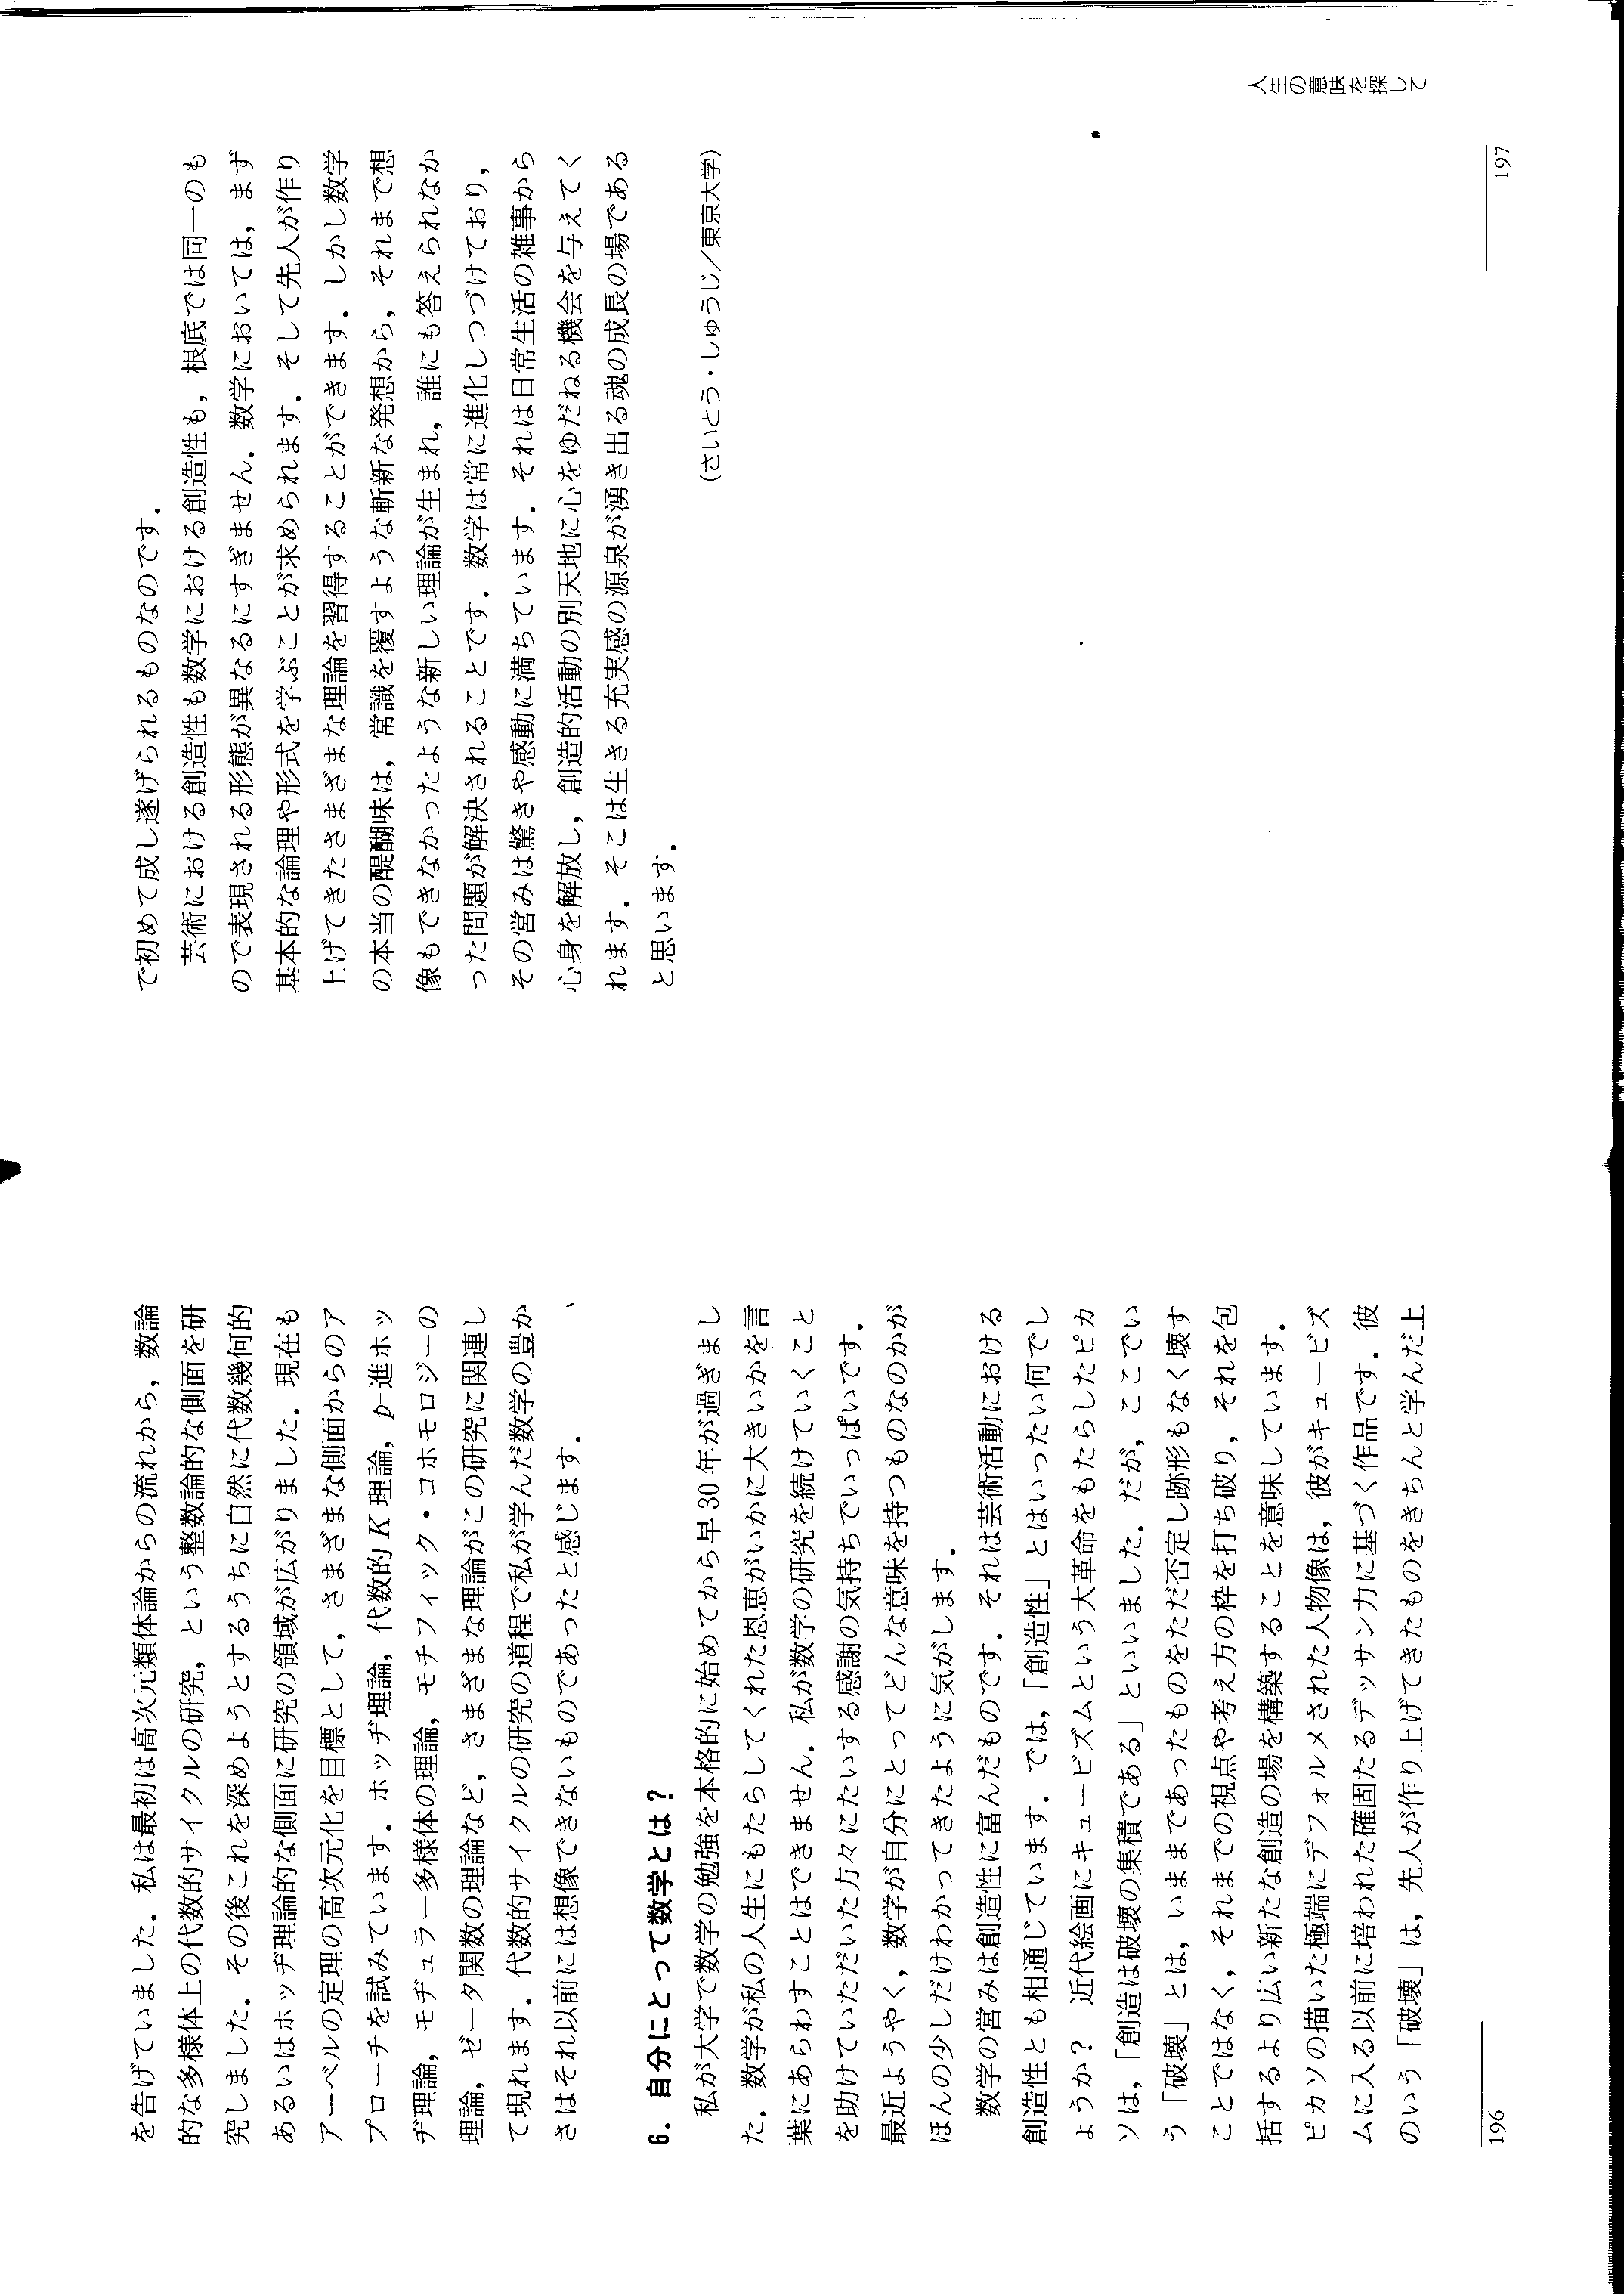 を告げていました．私は最初は高次元類体論からの流れから，数論
的な多様体上の代数的サイクルの研究，という整数論的な側面を研
究しました．その後これを深めようとするうちに自然に代数幾何的
あるいはホッヂ理論的な側面に研究の領域が広がりました．現在も
アーベルの定理の高次元化を目標として，さまざまな側面からのア
プローチを試みています．ホッヂ理論，代数的 K 理論，p-進ホッ
ヂ理論，モヂュラー多様体の理論，モチフィック・コホモロジーの
理論，ゼータ関数の理論など，さまざまな理論がこの研究に関連し
て現れます．代数的サイクルの研究の道程で私が学んだ数学の豊か
さはそれ以前には想像できないものであったと感じます．
6．自分にとって数学とは？
私が大学で数学の勉強を本格的に始めてから早30年が過ぎまし
た．数学が私の人生にもたらしてくれた恩恵がいかに大きいかを言
葉にあらわすことはできません．私が数学の研究を続けていくこと
を助けていただいた方々にたいする感謝の気持ちでいっぱいです．
最近ようやく，数学が自分にとってどんな意味を持つものなのかが
ほんの少しだけわかってきたように気がします．
数学の営みは創造性に富んだものです．それは芸術活動における
創造性とも相通じています．では，「創造性」とはいったい何でし
ょうか？　近代絵画にキュービズムという大革命をもたらしたピカ
ソは，「創造は破壊の集積である」といいました．だが，ここでい
う「破壊」とは，いままであったものをただ否定し跡形もなく壊す
ことではなく，それまでの視点や考え方の枠を打ち破り，それを包
括するより広い新たな創造の場を構築することを意味しています．
ピカソの描いた極端にデフォルメされた人物像は，彼がキュービズ
ムに入る以前に培われた確固たるデッサン力に基づく作品です．彼
のいう「破壊」は，先人が作り上げてきたものをきちんと学んだ上
196
で初めて成し遂げられるものなのです．
芸術における創造性も数学における創造性も，根底では同一のも
ので表現される形態が異なるにすぎません．数学においては，まず
基本的な論理や形式を学ぶことが求められます．そして先人が作り
上げてきたさまざまな理論を習得することができます．しかし数学
の本当の醍醐味は，常識を覆すような斬新な発想から，それまで想
像もできなかったような新しい理論が生まれ，誰にも答えられなか
った問題が解決されることです．数学は常に進化しつづけており，
その営みは驚きや感動に満ちています．それは日常生活の雑事から
心身を解放し，創造的活動の別天地に心をゆだねる機会を与えてく
れます．そこは生きる充実感の源泉が湧き出る魂の成長の場である
と思います．
（さいとう・しゅうじ／東京大学）
人生の意味を探して
197